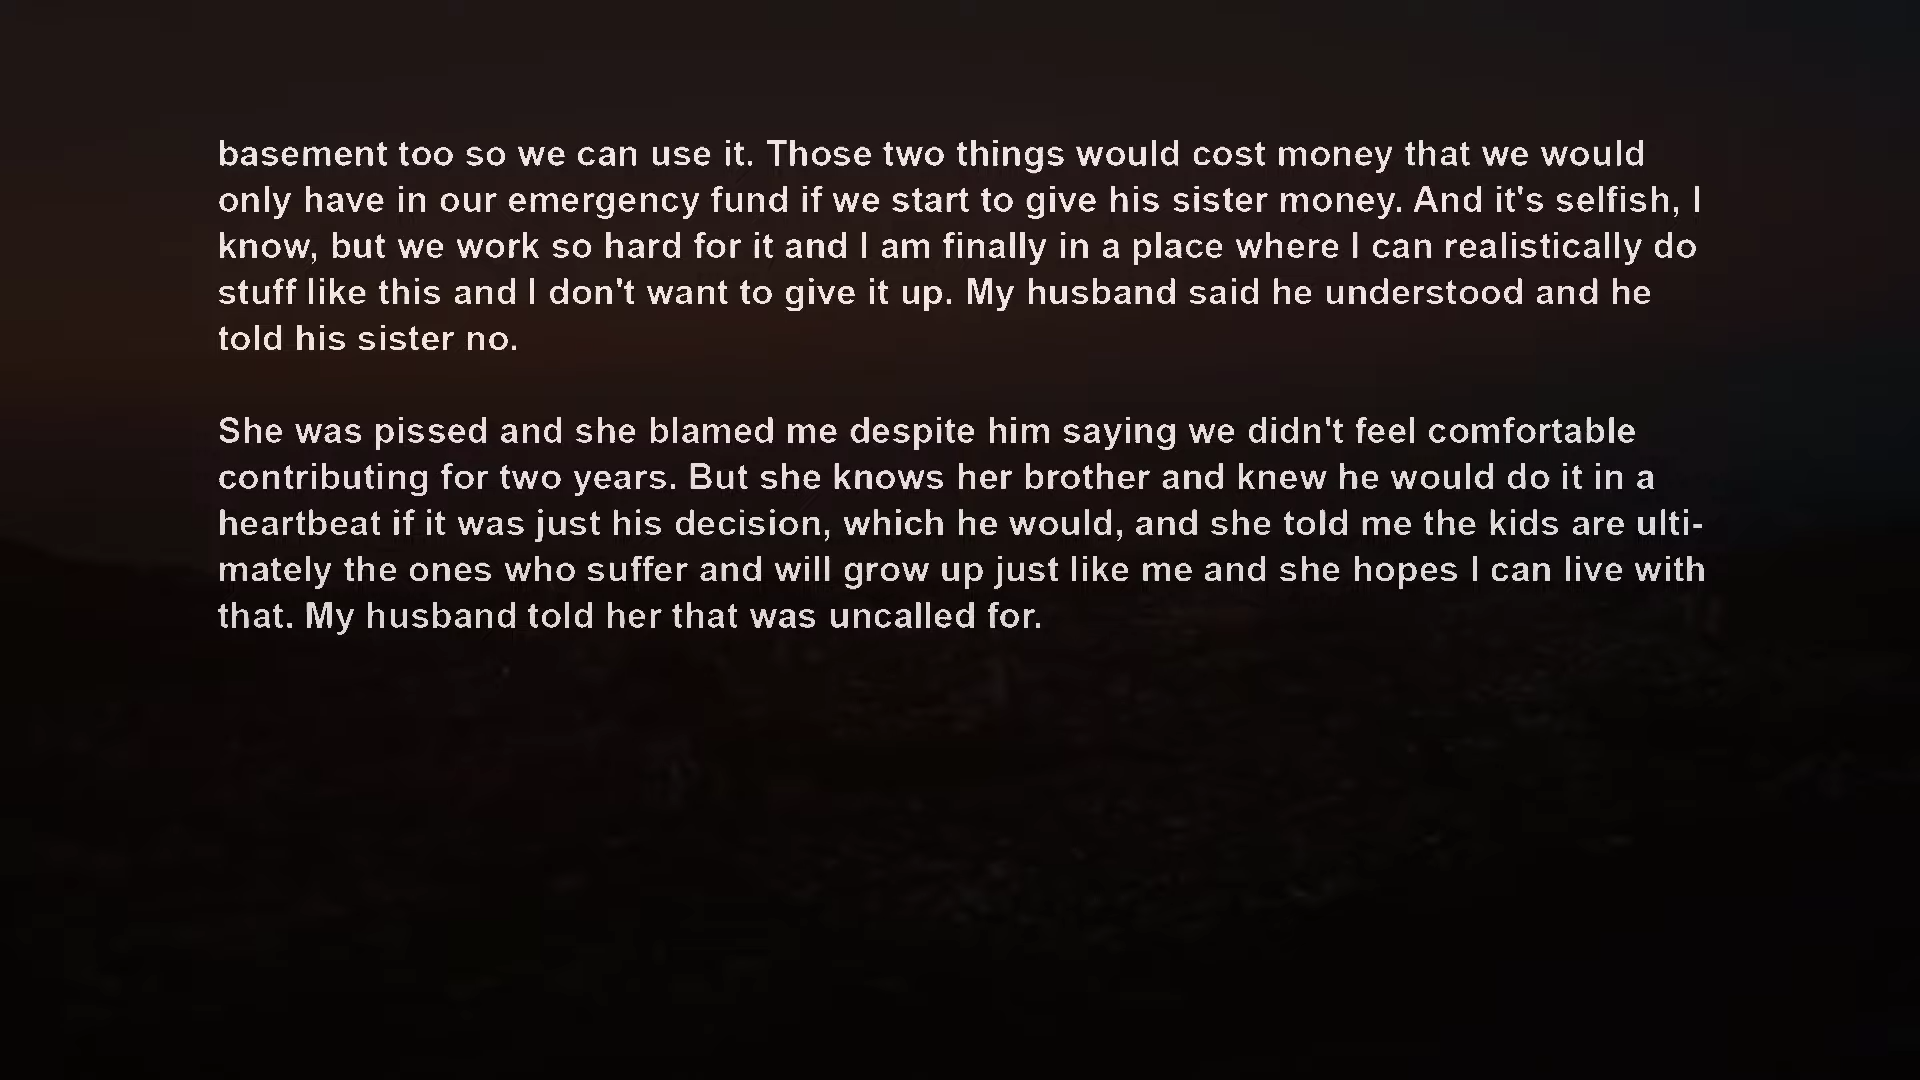 basement too so we can use it. Those two things would cost money that we would
only have in our emergency fund if we start to give his sister money. And it's selfish, I
know, but we work so hard for it and I am finally in a place where I can realistically do
stuff like this and I don't want to give it up. My husband said he understood and he
told his sister no.
She was pissed and she blamed me despite him saying we didn't feel comfortable
contributing for two years. But she knows her brother and knew he would do it in a
heartbeat if it was just his decision, which he would, and she told me the kids are ulti-
mately the ones who suffer and will grow up just like me and she hopes I can live with
that. My husband told her that was uncalled for.